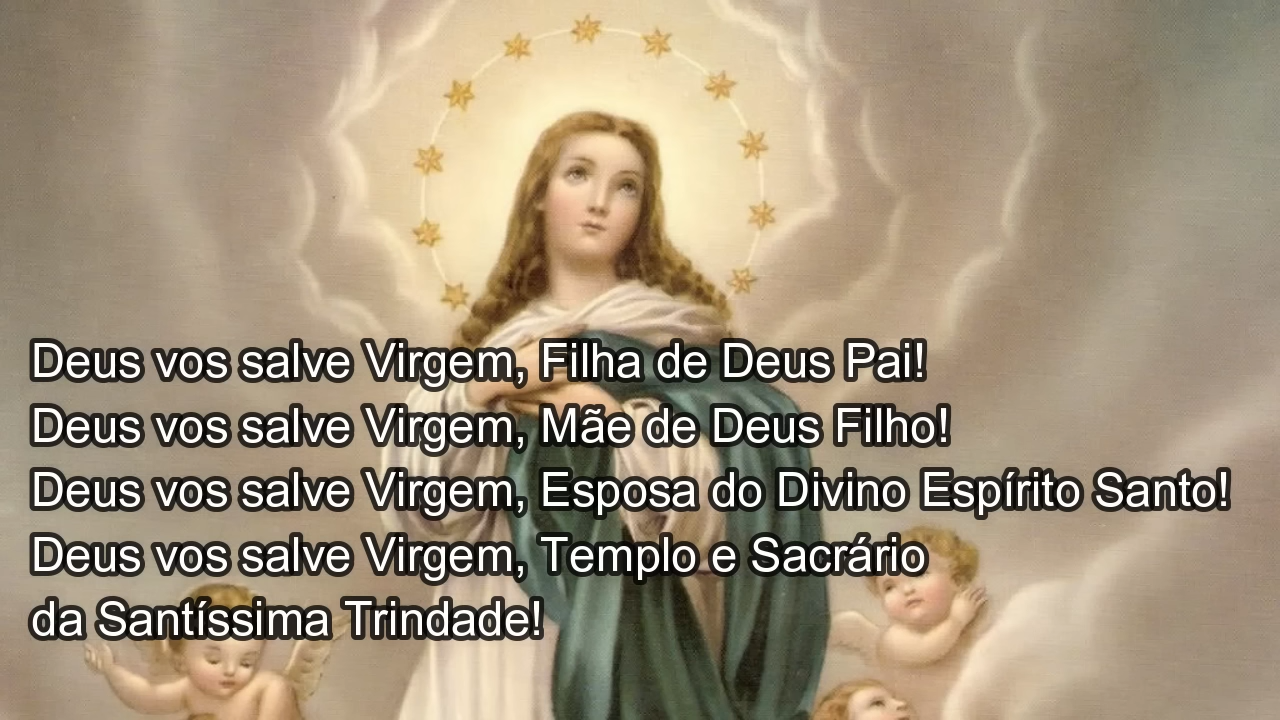 Deus vos salve Virgem, Filha de Deus Pai!
Deus vos salve Virgem, Mãe de Deus Filho!
Deus vos salve Virgem, Esposa do Divino Espírito Santo!
Deus vos salve Virgem, Templo e Sacrário
da Santíssima Trindade!